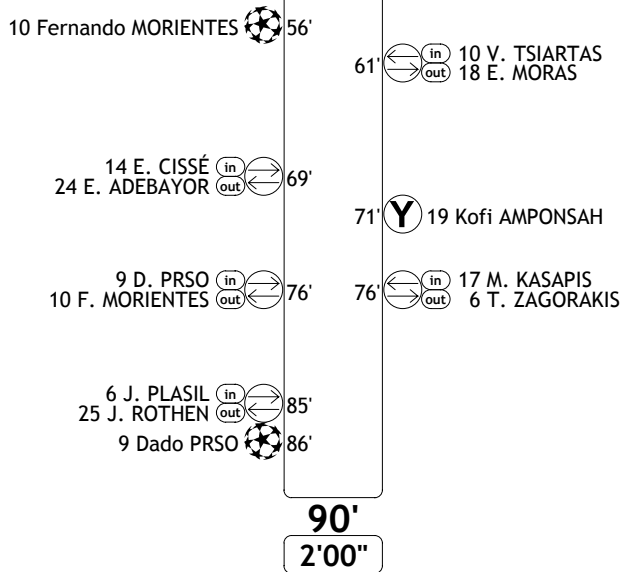 10 Fernando MORIENTES 56'
61' in 10 V. TSIARTAS
out 18 E. MORAS
14 E. CISSÉ in
24 E. ADEBAYOR out 69'
71' Y 19 Kofi AMPONSAH
9 D. PRSO in
10 F. MORIENTES out 76'
76' in 17 M. KASAPIS
out 6 T. ZAGORAKIS
6 J. PLASIL in
25 J. ROTHEN out 85'
9 Dado PRSO 86'
90'
2'00"